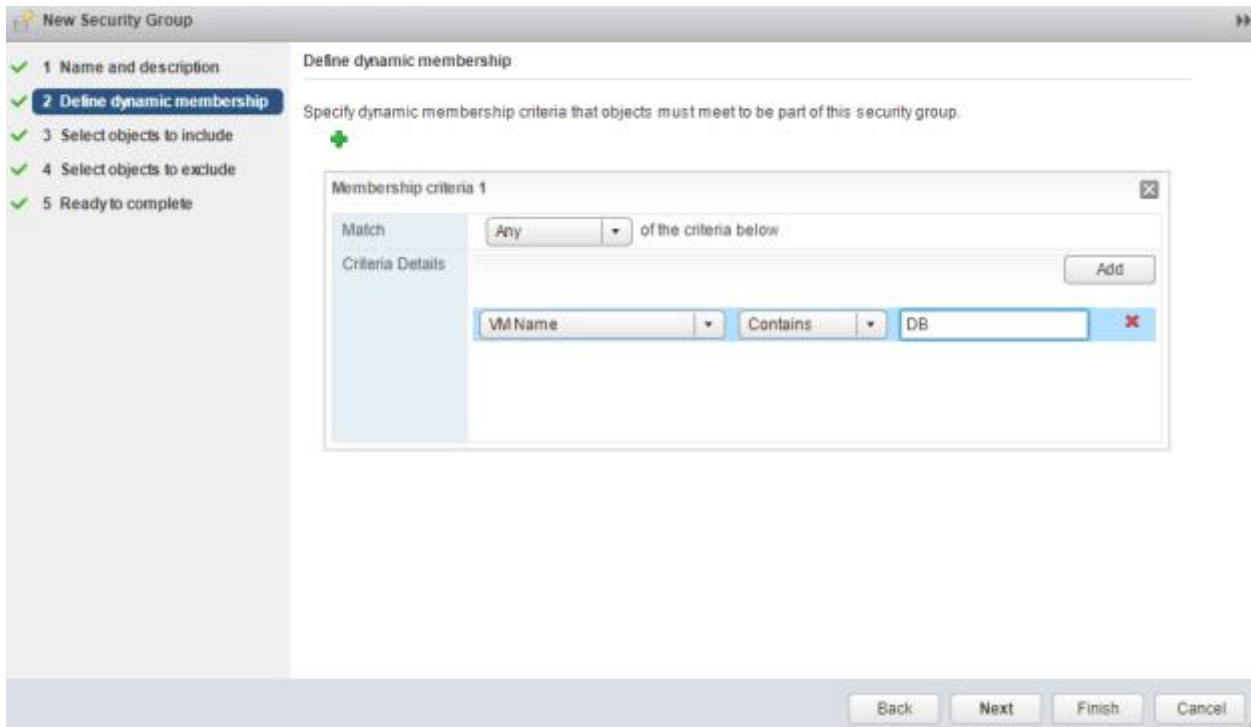 New Security Group
1 Name and description
2 Define dynamic membership
3 Select objects to include
4 Select objects to exclude
5 Ready to complete
Define dynamic membership
Specify dynamic membership criteria that objects must meet to be part of this security group.
Membership criteria 1
Match Any of the criteria below
Criteria Details Add
VM Name Contains DB
Back Next Finish Cancel